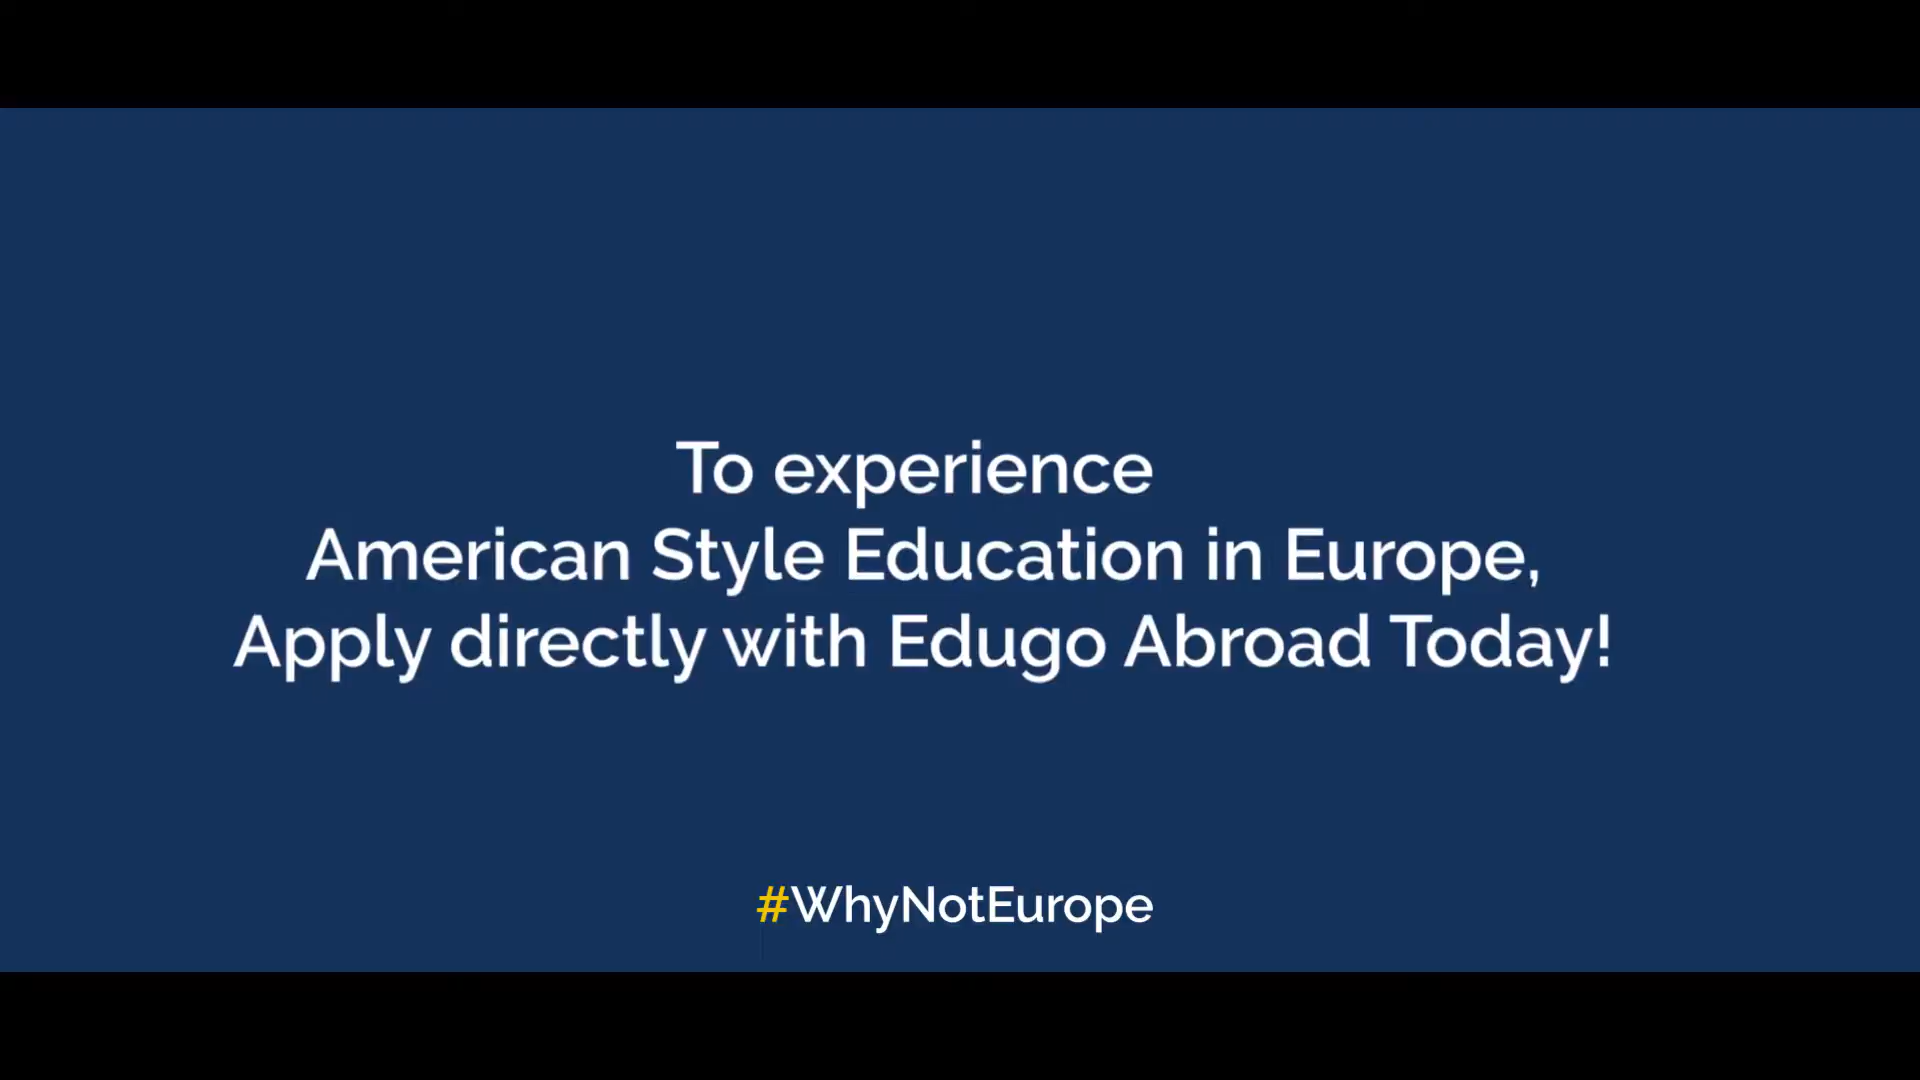 To experience
American Style Education in Europe,
Apply directly with Edugo Abroad Today!
#WhyNotEurope